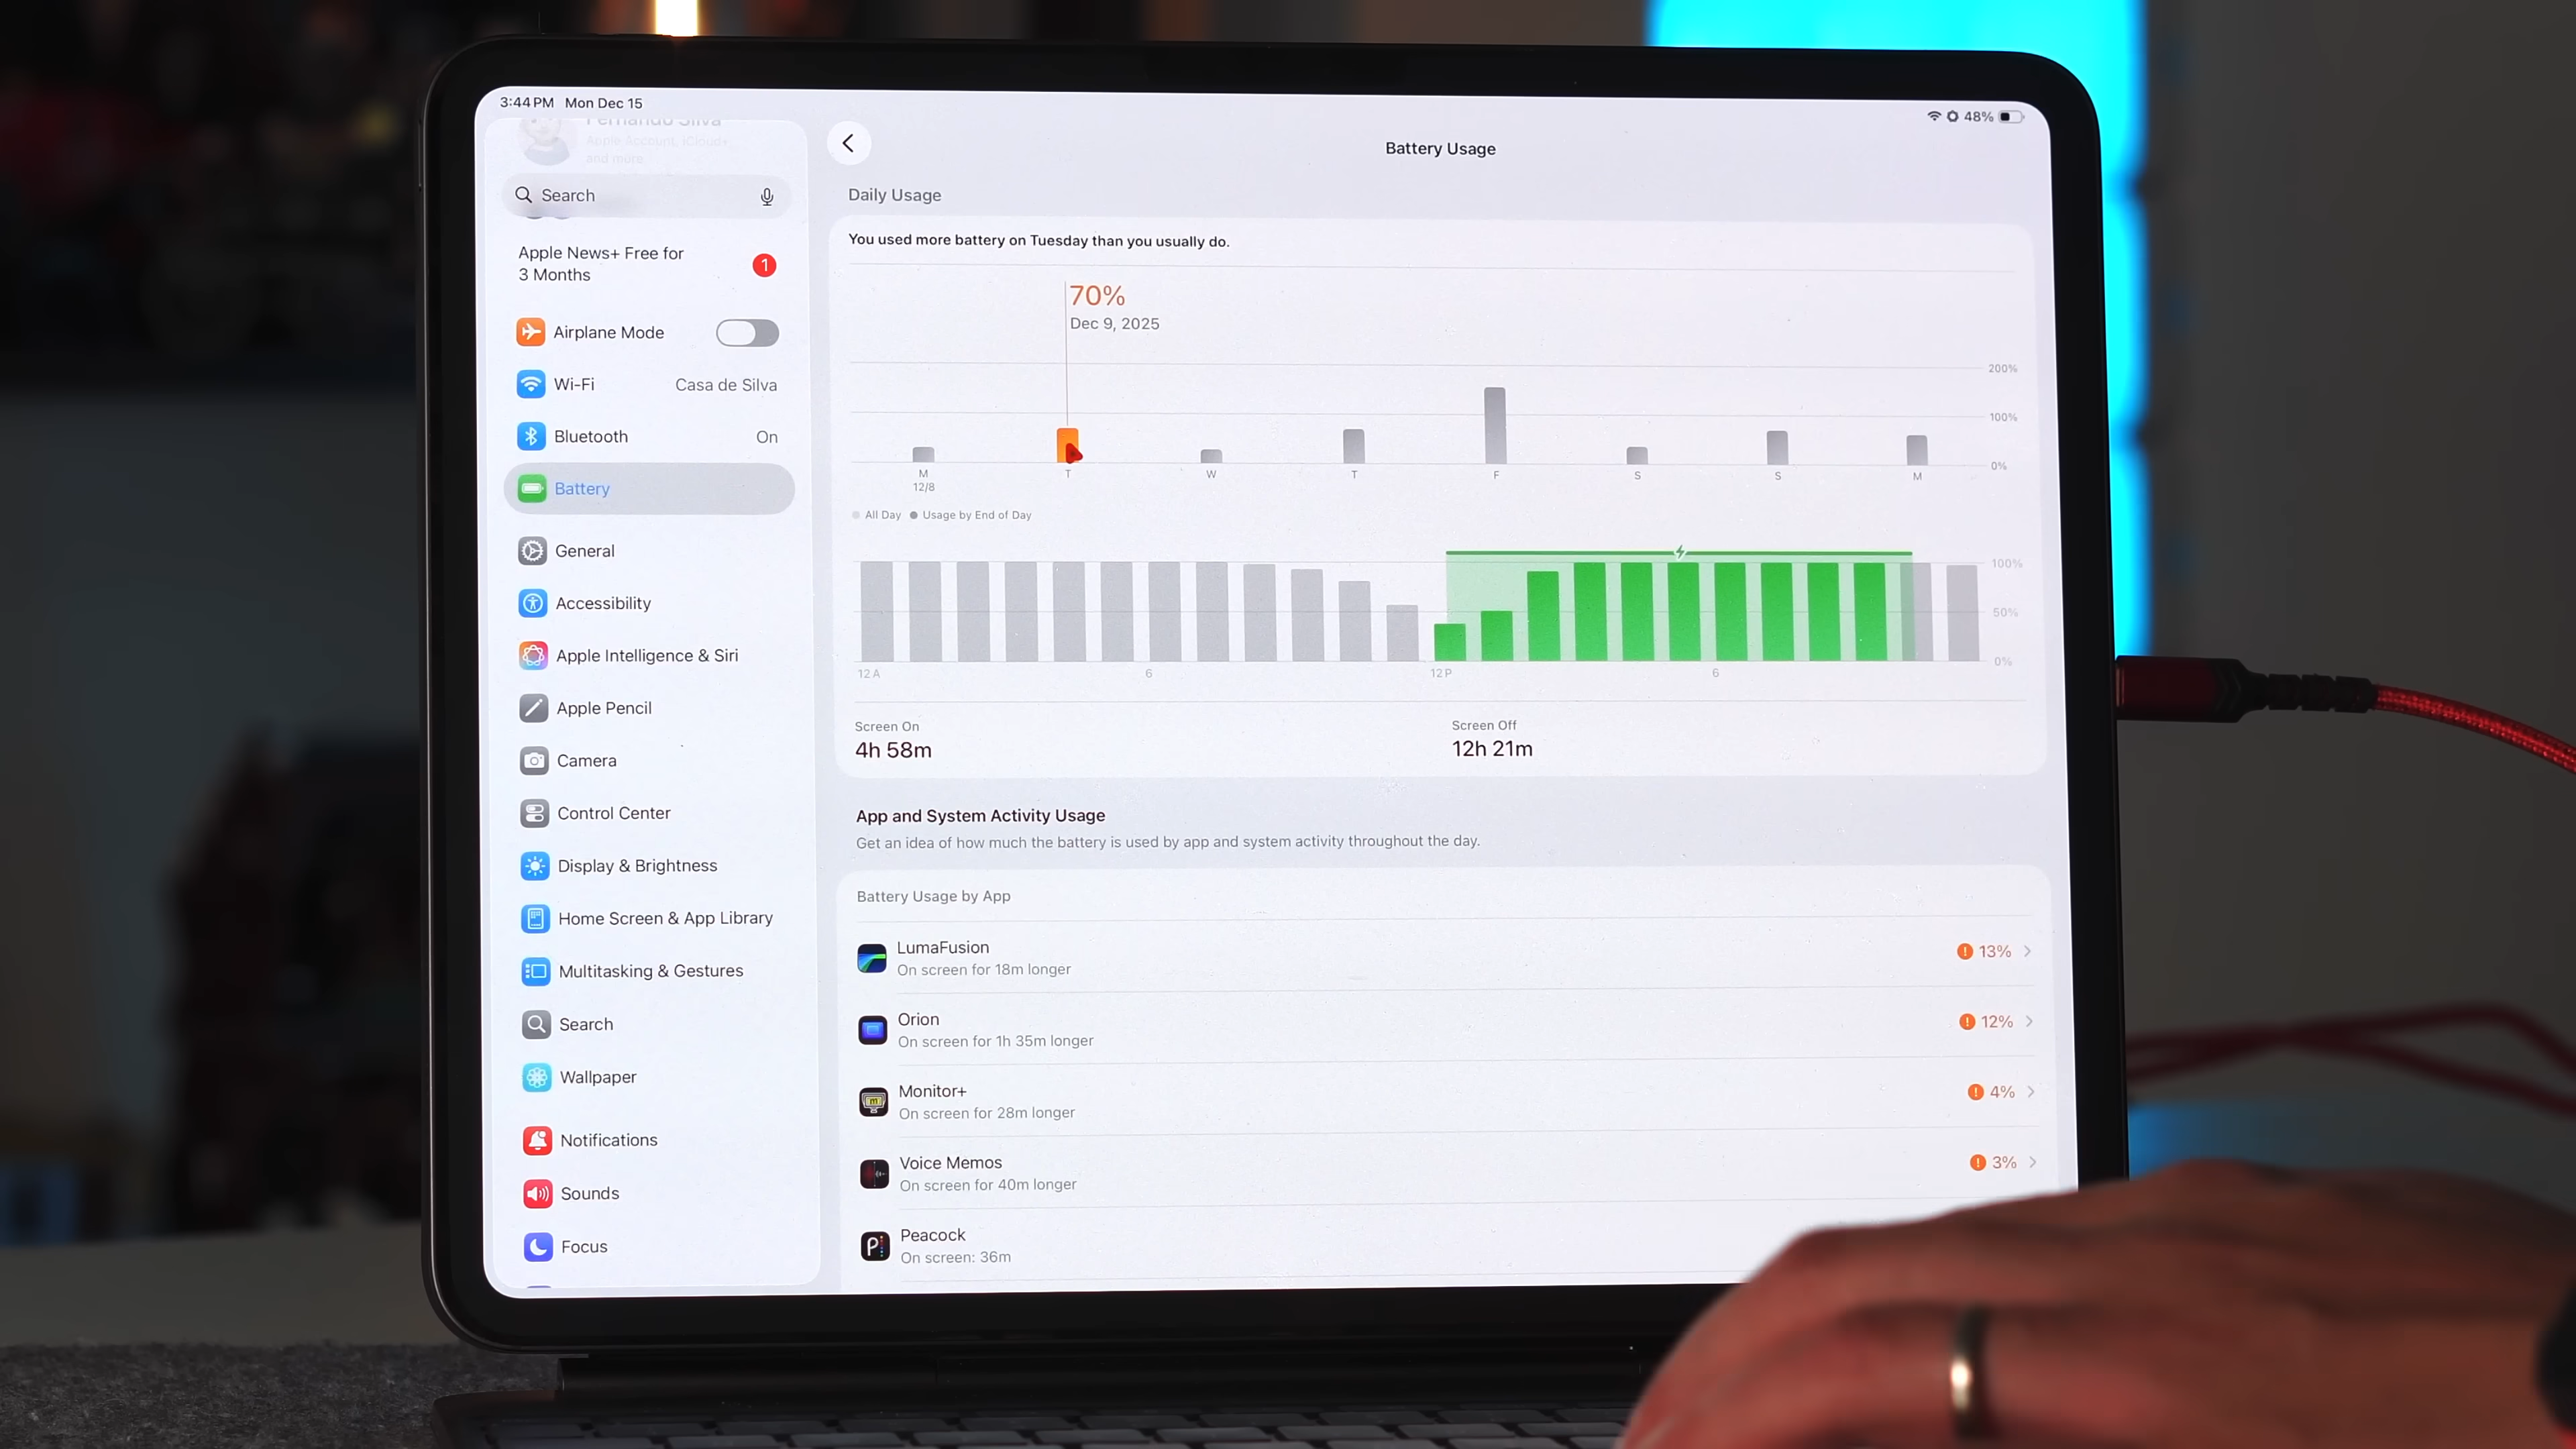 3:44 PM Mon Dec 15
48%
Fernando Silva
Apple Account, iCloud+
and more
Search
Apple News+ Free for
3 Months
1
Airplane Mode
Wi-Fi
Casa de Silva
Bluetooth
On
Battery
General
Accessibility
Apple Intelligence & Siri
Apple Pencil
Camera
Control Center
Display & Brightness
Home Screen & App Library
Multitasking & Gestures
Search
Wallpaper
Notifications
Sounds
Focus
Battery Usage
Daily Usage
You used more battery on Tuesday than you usually do.
70%
Dec 9, 2025
200%
100%
0%
M T W T F S S M
12/8
All Day Usage by End of Day
100%
50%
0%
12 A 6 12 P 6
Screen On
4h 58m
Screen Off
12h 21m
App and System Activity Usage
Get an idea of how much the battery is used by app and system activity throughout the day.
Battery Usage by App
LumaFusion
On screen for 18m longer
13%
Orion
On screen for 1h 35m longer
12%
Monitor+
On screen for 28m longer
4%
Voice Memos
On screen for 40m longer
3%
Peacock
On screen: 36m